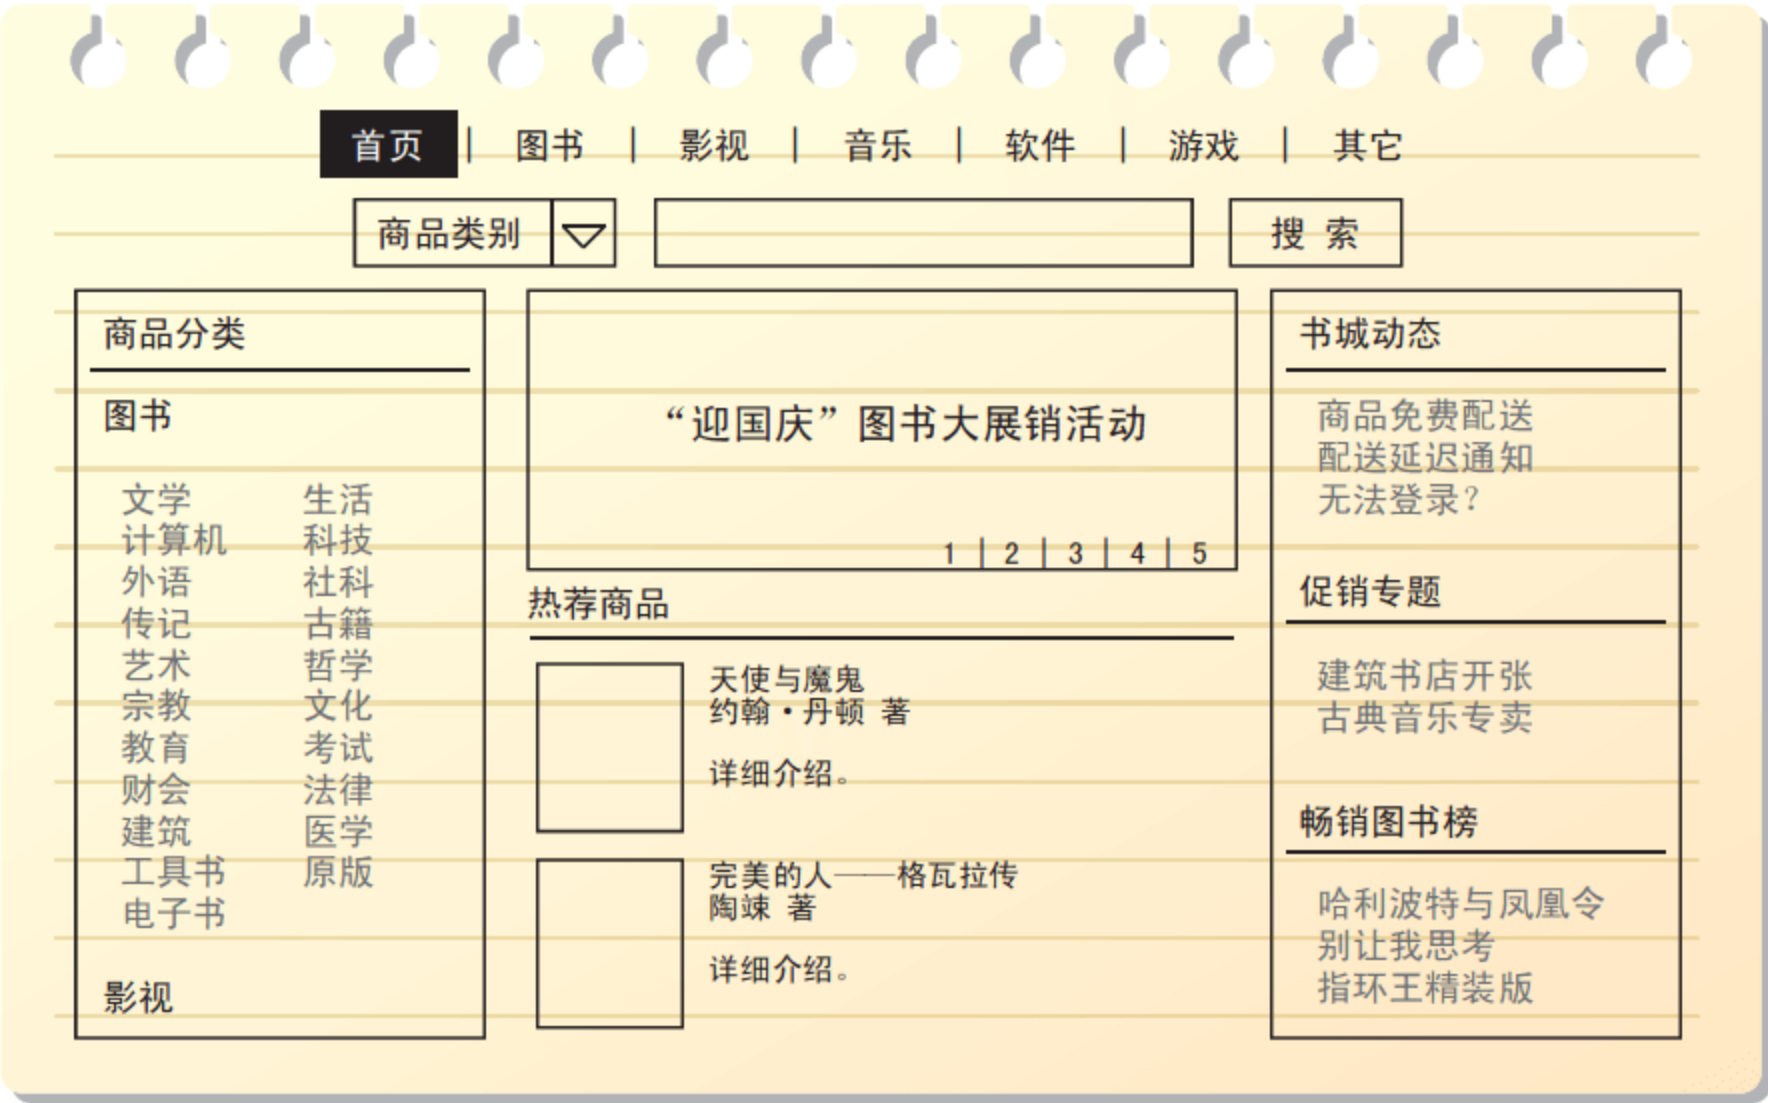 首页 | 图书 | 影视 | 音乐 | 软件 | 游戏 | 其它
商品类别 搜 索
商品分类
图书
文学 生活
计算机 科技
外语 社科
传记 古籍
艺术 哲学
宗教 文化
教育 考试
财会 法律
建筑 医学
工具书 原版
电子书
影视
“迎国庆”图书大展销活动
1 | 2 | 3 | 4 | 5
热荐商品
天使与魔鬼
约翰·丹顿 著
详细介绍。
完美的人——格瓦拉传
陶竦 著
详细介绍。
书城动态
商品免费配送
配送延迟通知
无法登录?
促销专题
建筑书店开张
古典音乐专卖
畅销图书榜
哈利波特与凤凰令
别让我思考
指环王精装版